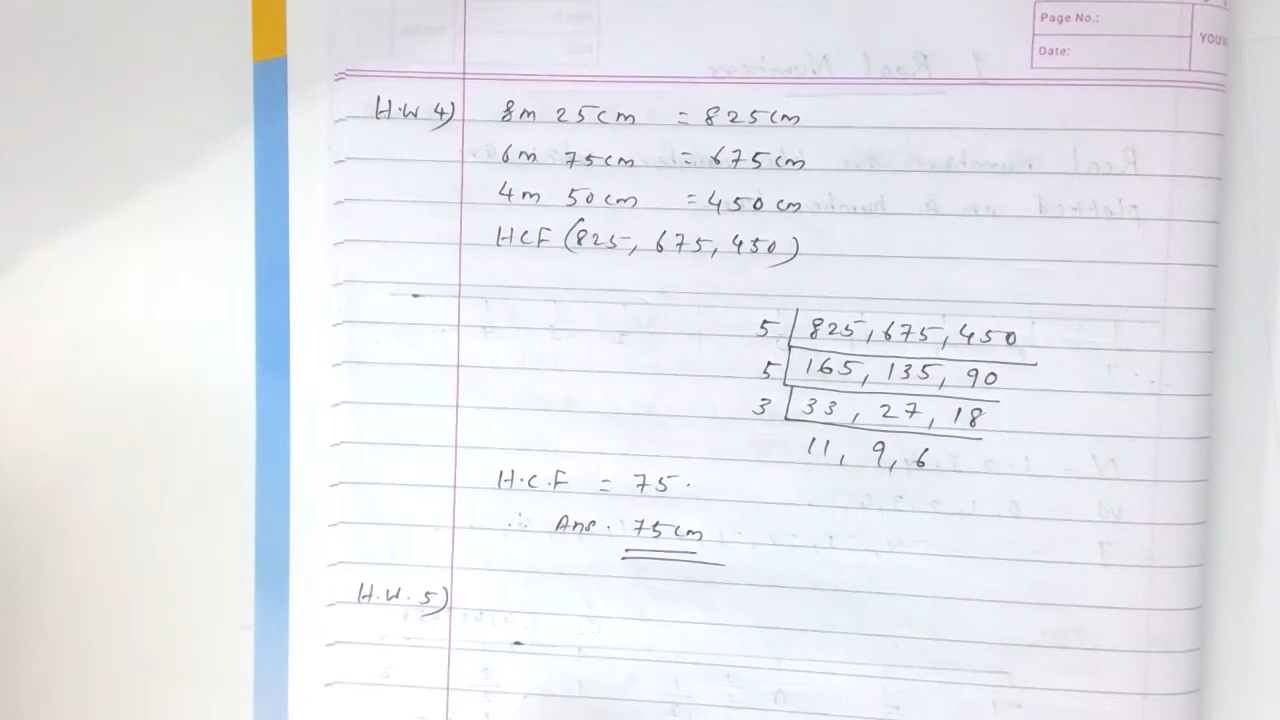 Page No.:
Date:
YOUV
H.W 4) 8m 25cm = 825cm
6m 75cm = 675cm
4m 50cm = 450cm
HCF (825, 675, 450)
5 825, 675, 450
5 165, 135, 90
3 33, 27, 18
11, 9, 6
H.C.F = 75.
∴ Ans. 75cm
H.W. 5)